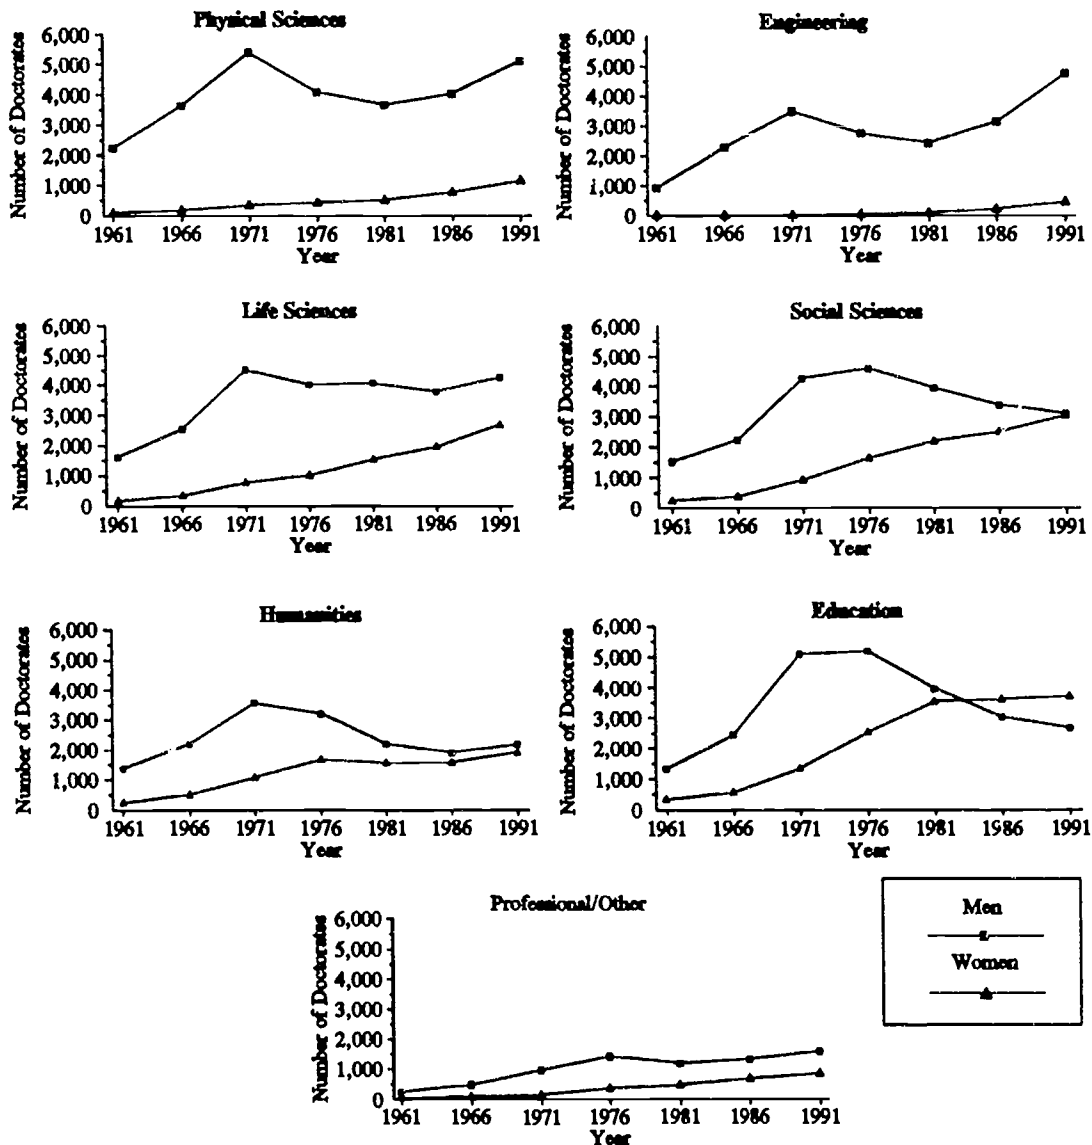 Physical Sciences
Number of Doctorates
6,000
5,000
4,000
3,000
2,000
1,000
0
1961 1966 1971 1976 1981 1986 1991
Year
Engineering
Number of Doctorates
6,000
5,000
4,000
3,000
2,000
1,000
0
1961 1966 1971 1976 1981 1986 1991
Year
Life Sciences
Number of Doctorates
6,000
5,000
4,000
3,000
2,000
1,000
0
1961 1966 1971 1976 1981 1986 1991
Year
Social Sciences
Number of Doctorates
6,000
5,000
4,000
3,000
2,000
1,000
0
1961 1966 1971 1976 1981 1986 1991
Year
Humanities
Number of Doctorates
6,000
5,000
4,000
3,000
2,000
1,000
0
1961 1966 1971 1976 1981 1986 1991
Year
Education
Number of Doctorates
6,000
5,000
4,000
3,000
2,000
1,000
0
1961 1966 1971 1976 1981 1586 1991
Year
Professional/Other
Number of Doctorates
6,000
5,000
4,000
3,000
2,000
1,000
0
1961 1966 1971 1976 1981 1986 1991
Year
Men
Women